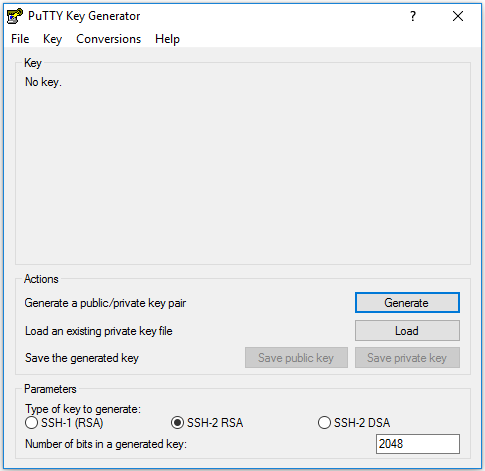 PuTTY Key Generator ?
File Key Conversions Help
Key
No key.
Actions
Generate a public/private key pair Generate
Load an existing private key file Load
Save the generated key Save public key Save private key
Parameters
Type of key to generate:
SSH-1 (RSA) SSH-2 RSA SSH-2 DSA
Number of bits in a generated key: 2048